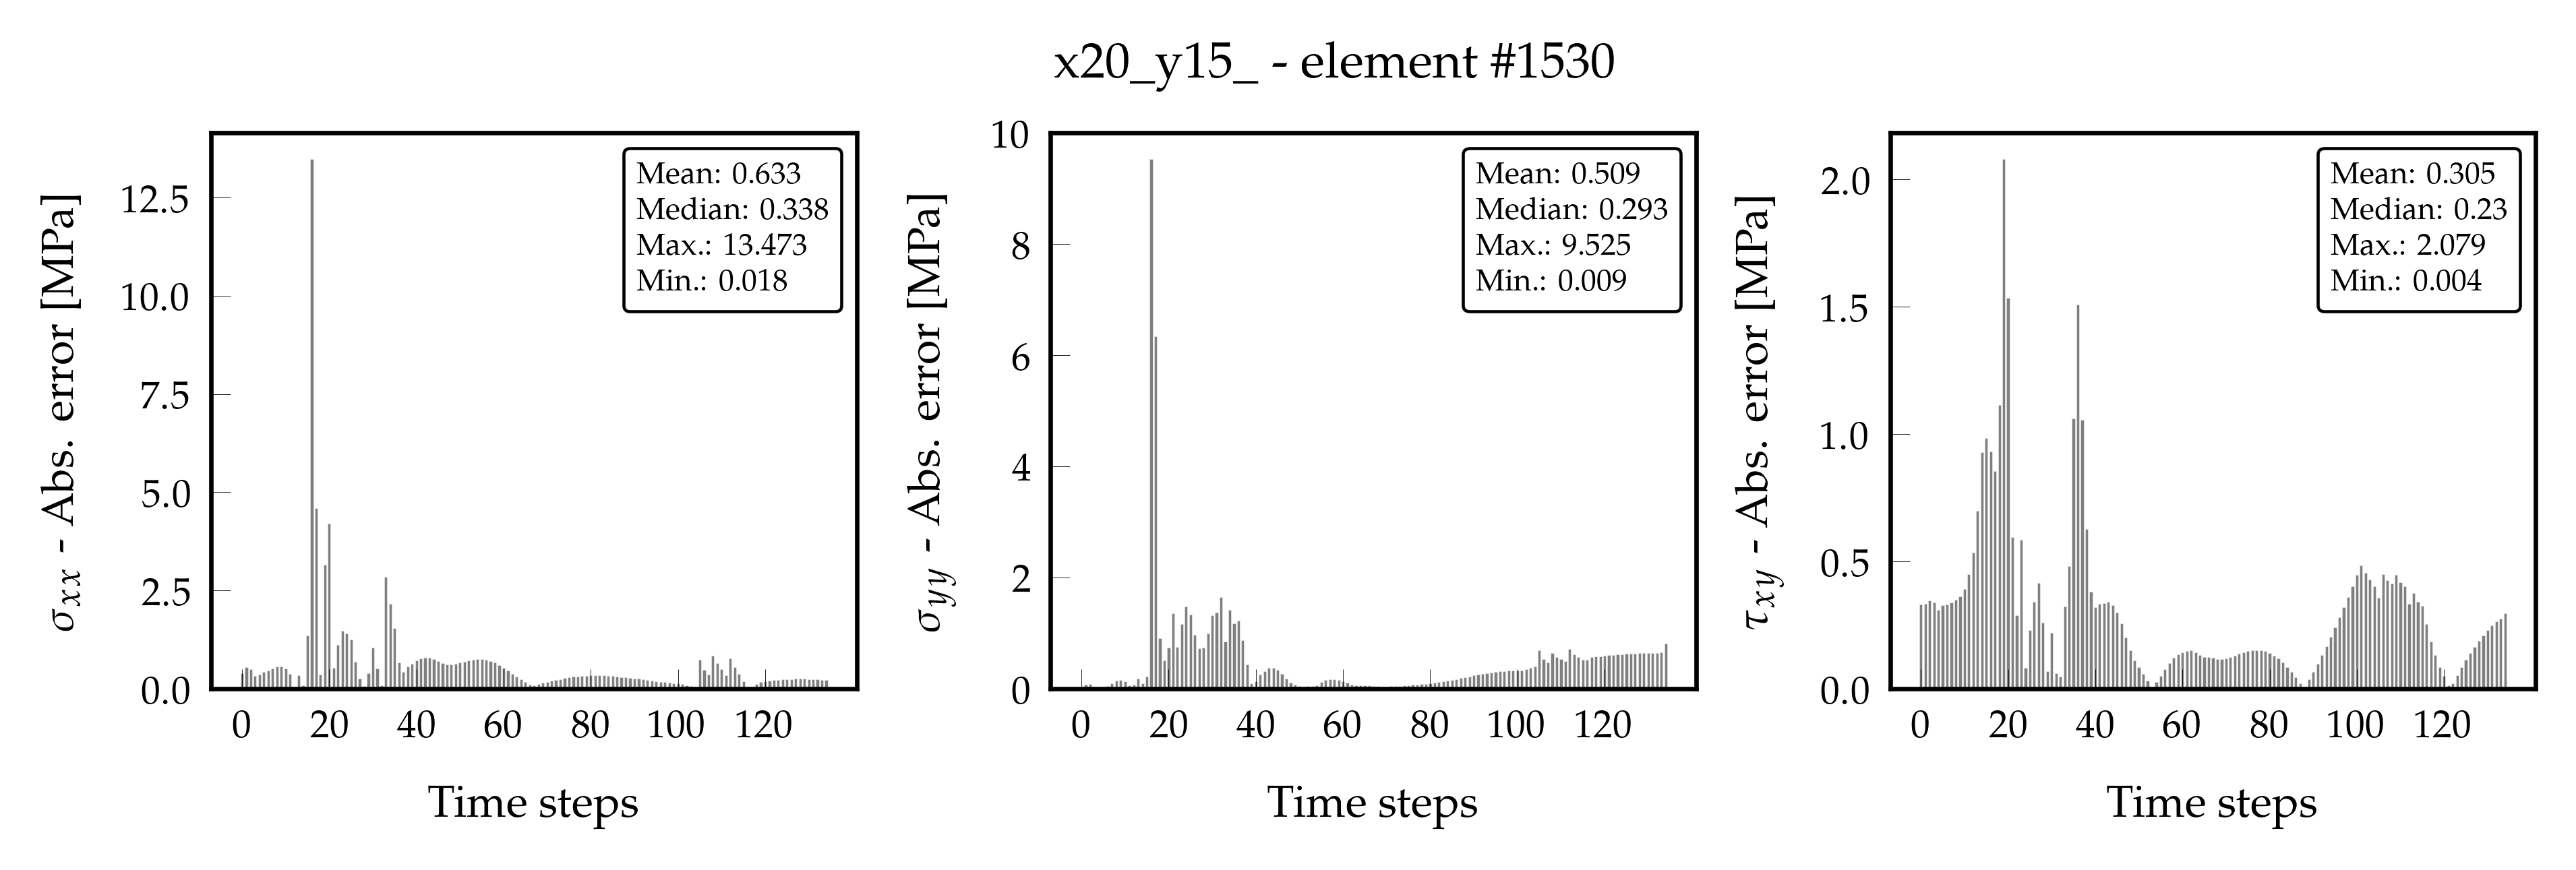 x20_y15_ - element #1530
σxx - Abs. error [MPa]
12.5
10.0
7.5
5.0
2.5
0.0
Mean: 0.633
Median: 0.338
Max.: 13.473
Min.: 0.018
0 20 40 60 80 100 120
Time steps
σyy - Abs. error [MPa]
10
8
6
4
2
0
Mean: 0.509
Median: 0.293
Max.: 9.525
Min.: 0.009
0 20 40 60 80 100 120
Time steps
τxy - Abs. error [MPa]
2.0
1.5
1.0
0.5
0.0
Mean: 0.305
Median: 0.23
Max.: 2.079
Min.: 0.004
0 20 40 60 80 100 120
Time steps